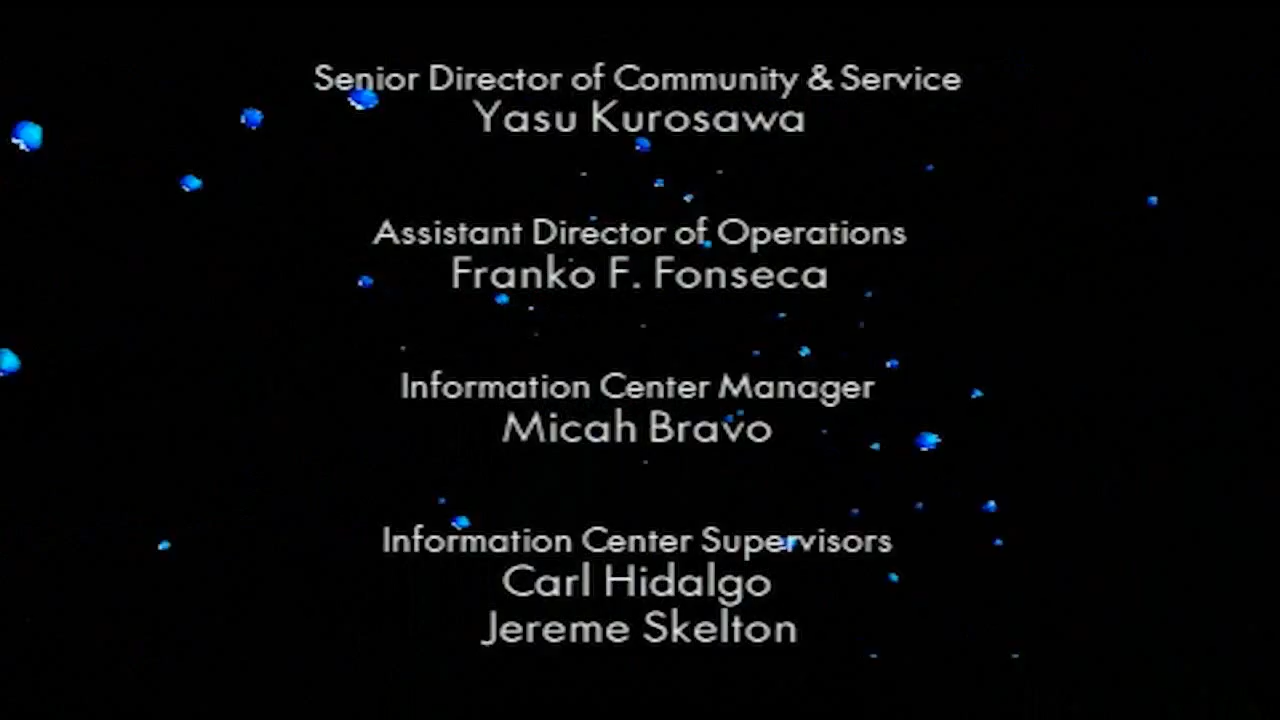 Senior Director of Community & Service
Yasu Kurosawa
Assistant Director of Operations
Franko F. Fonseca
Information Center Manager
Micah Bravo
Information Center Supervisors
Carl Hidalgo
Jereme Skelton